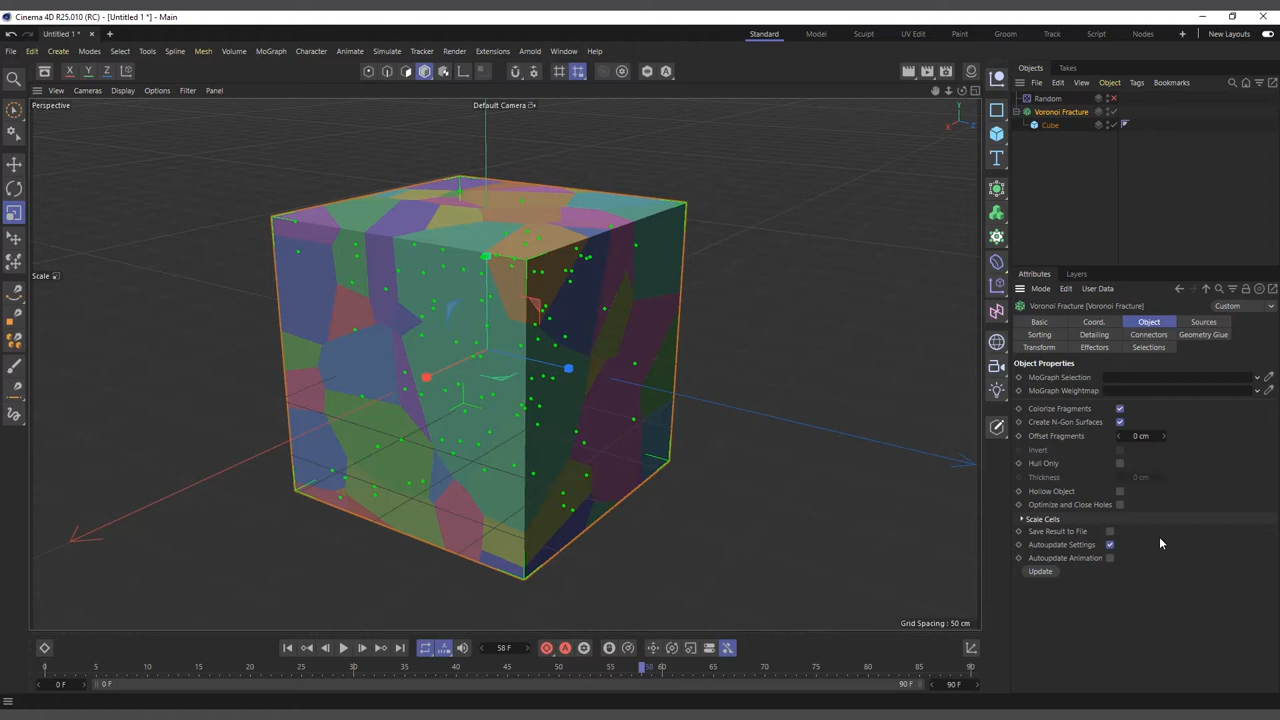 Cinema 4D R25.010 (RC) - [Untitled 1 *] - Main
Untitled 1 *
Standard Model Sculpt UV Edit Paint Groom Track Script Nodes New Layouts
File Edit Create Modes Select Tools Spline Mesh Volume MoGraph Character Animate Simulate Tracker Render Extensions Arnold Window Help
X Y Z
View Cameras Display Options Filter Panel
Perspective
Default Camera
Y
X
Z
Scale
Grid Spacing : 50 cm
Objects Takes
File Edit View Object Tags Bookmarks
Random
Voronoi Fracture
Cube
Attributes Layers
Mode Edit User Data
Voronoi Fracture [Voronoi Fracture] Custom
Basic Coord. Object Sources
Sorting Detailing Connectors Geometry Glue
Transform Effectors Selections
Object Properties
MoGraph Selection
MoGraph Weightmap
Colorize Fragments
Create N-Gon Surfaces
Offset Fragments 0 cm
Invert
Hull Only
Thickness 0 cm
Hollow Object
Optimize and Close Holes
Scale Cells
Save Result to File
Autoupdate Settings
Autoupdate Animation
Update
58 F
0 5 10 15 20 25 30 35 40 45 50 55 58 60 65 70 75 80 85 90
0 F 0 F 90 F 90 F